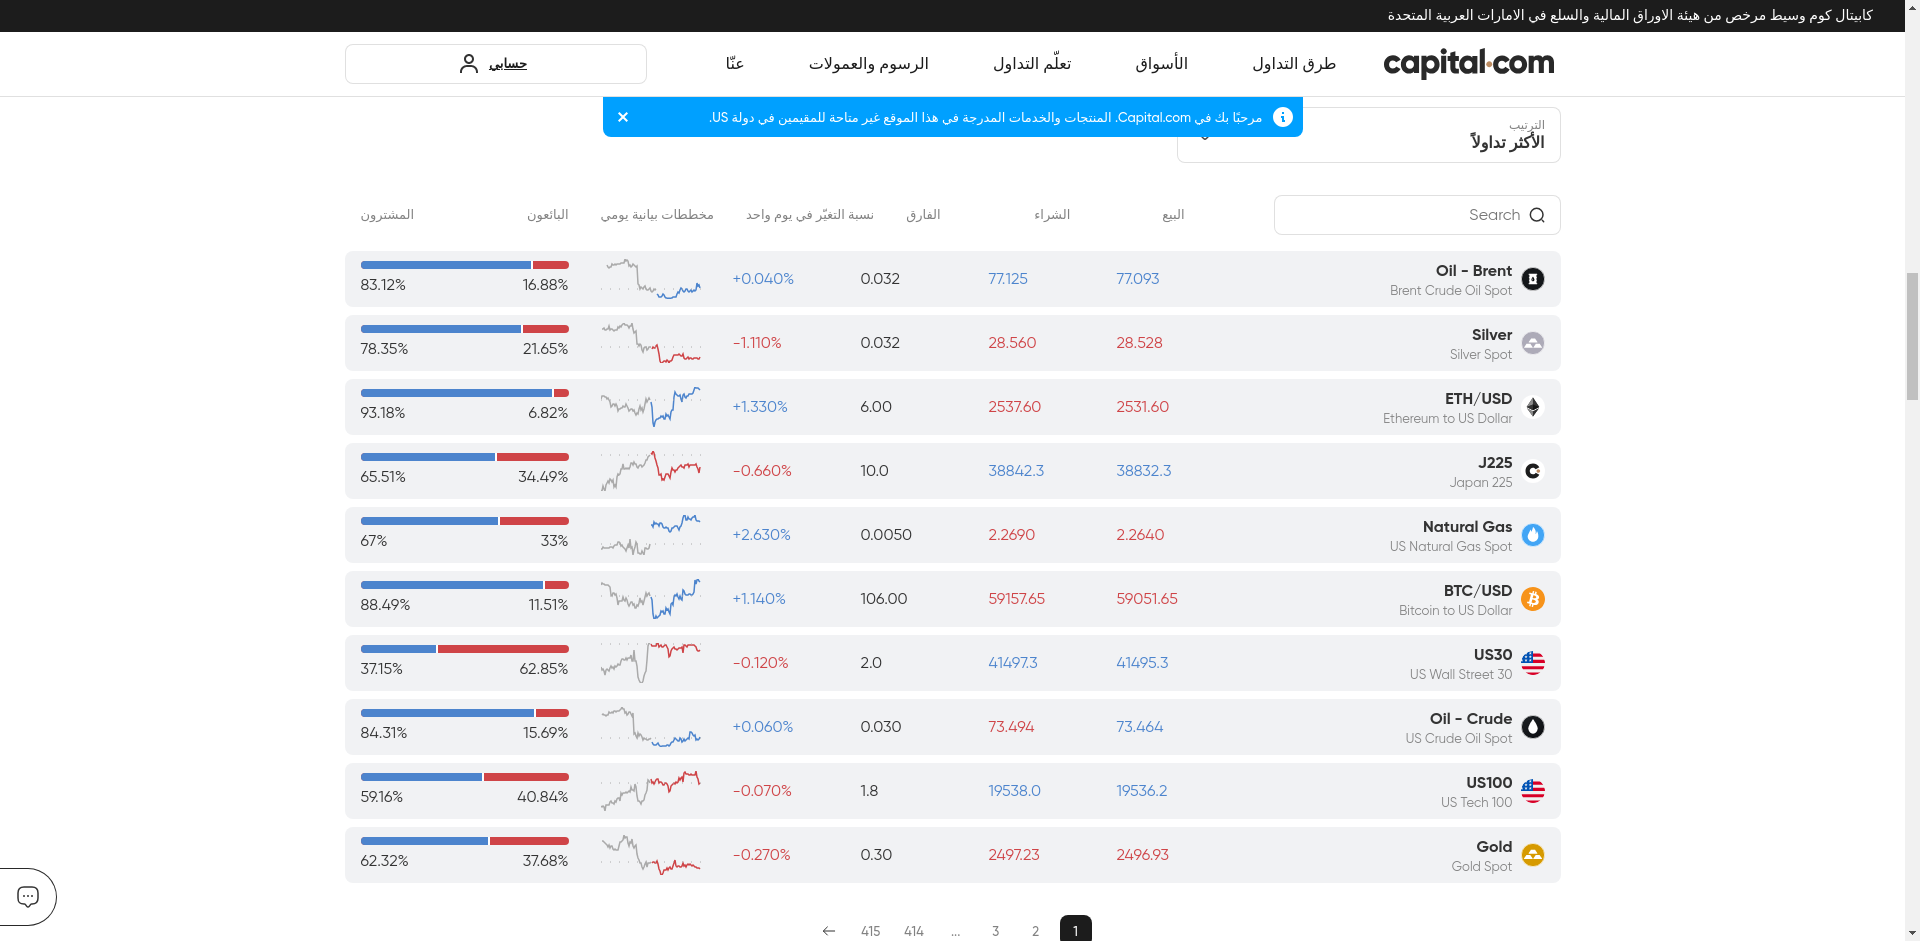 كابيتال كوم وسيط مرخص من هيئة الاوراق المالية والسلع في الامارات العربية المتحدة
capital.com
طرق التداول
الأسواق
تعلّم التداول
الرسوم والعمولات
عنّا
حسابي
مرحبًا بك في Capital.com. المنتجات والخدمات المدرجة في هذا الموقع غير متاحة للمقيمين في دولة US.
الترتيب
الأكثر تداولاً
Search
البيع
الشراء
الفارق
نسبة التغيّر في يوم واحد
مخططات بيانية يومي
البائعون
المشترون
Oil - Brent
Brent Crude Oil Spot
77.093
77.125
0.032
+0.040%
16.88%
83.12%
Silver
Silver Spot
28.528
28.560
0.032
-1.110%
21.65%
78.35%
ETH/USD
Ethereum to US Dollar
2531.60
2537.60
6.00
+1.330%
6.82%
93.18%
J225
Japan 225
38832.3
38842.3
10.0
-0.660%
34.49%
65.51%
Natural Gas
US Natural Gas Spot
2.2640
2.2690
0.0050
+2.630%
33%
67%
BTC/USD
Bitcoin to US Dollar
59051.65
59157.65
106.00
+1.140%
11.51%
88.49%
US30
US Wall Street 30
41495.3
41497.3
2.0
-0.120%
62.85%
37.15%
Oil - Crude
US Crude Oil Spot
73.464
73.494
0.030
+0.060%
15.69%
84.31%
US100
US Tech 100
19536.2
19538.0
1.8
-0.070%
40.84%
59.16%
Gold
Gold Spot
2496.93
2497.23
0.30
-0.270%
37.68%
62.32%
1
2
3
...
414
415